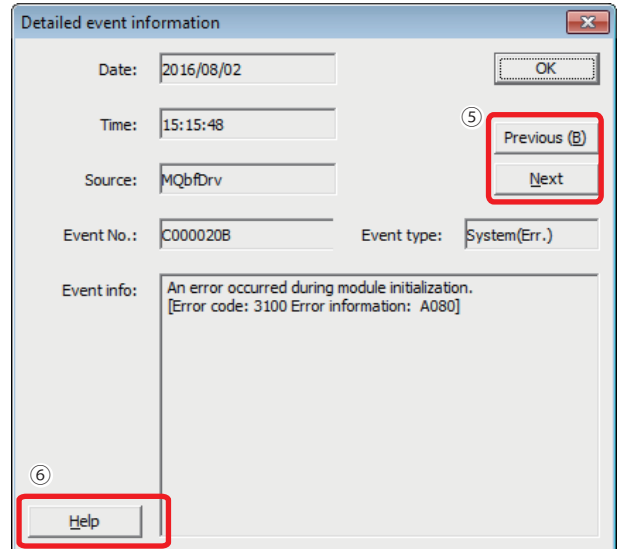 Detailed event information
Date: 2016/08/02
OK
Time: 15:15:48
⑤
Previous (B)
Source: MQbfDrv
Next
Event No.: C000020B Event type: System(Err.)
Event info: An error occurred during module initialization.
[Error code: 3100 Error information: A080]
⑥
Help